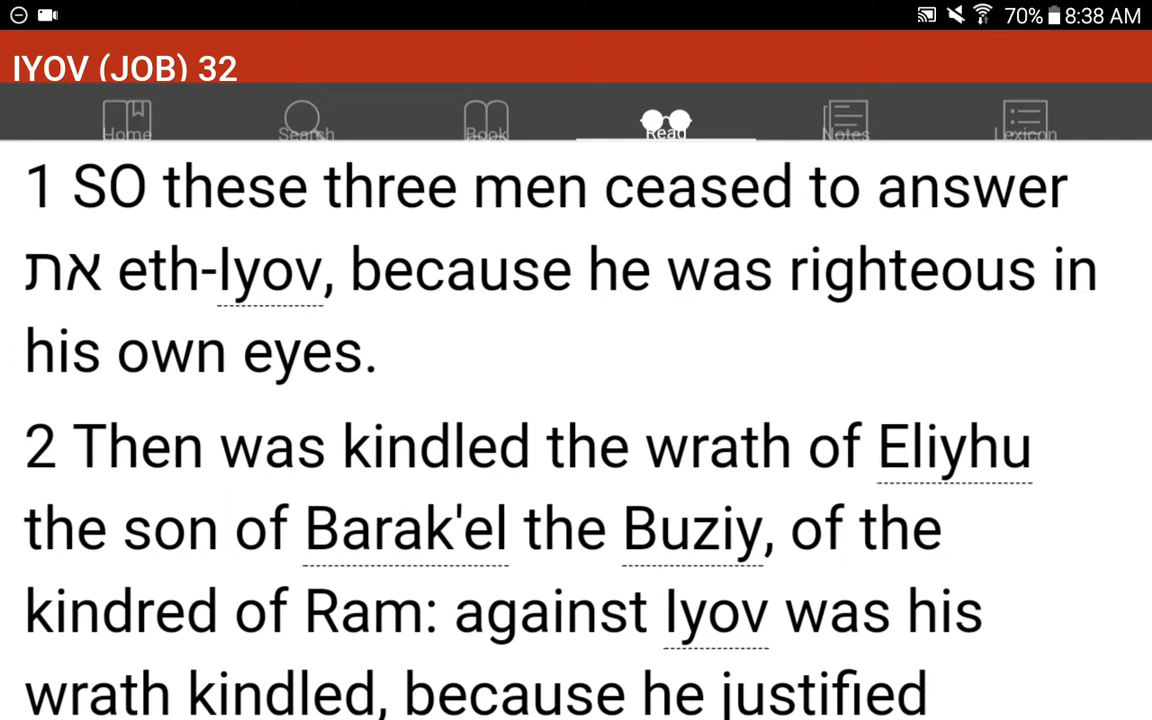 70% 8:38 AM
IYOV (JOB) 32
Home Search Book Read Notes Lexicon
1 SO these three men ceased to answer
את eth-Iyov, because he was righteous in
his own eyes.
2 Then was kindled the wrath of Eliyhu
the son of Barak'el the Buziy, of the
kindred of Ram: against Iyov was his
wrath kindled, because he justified